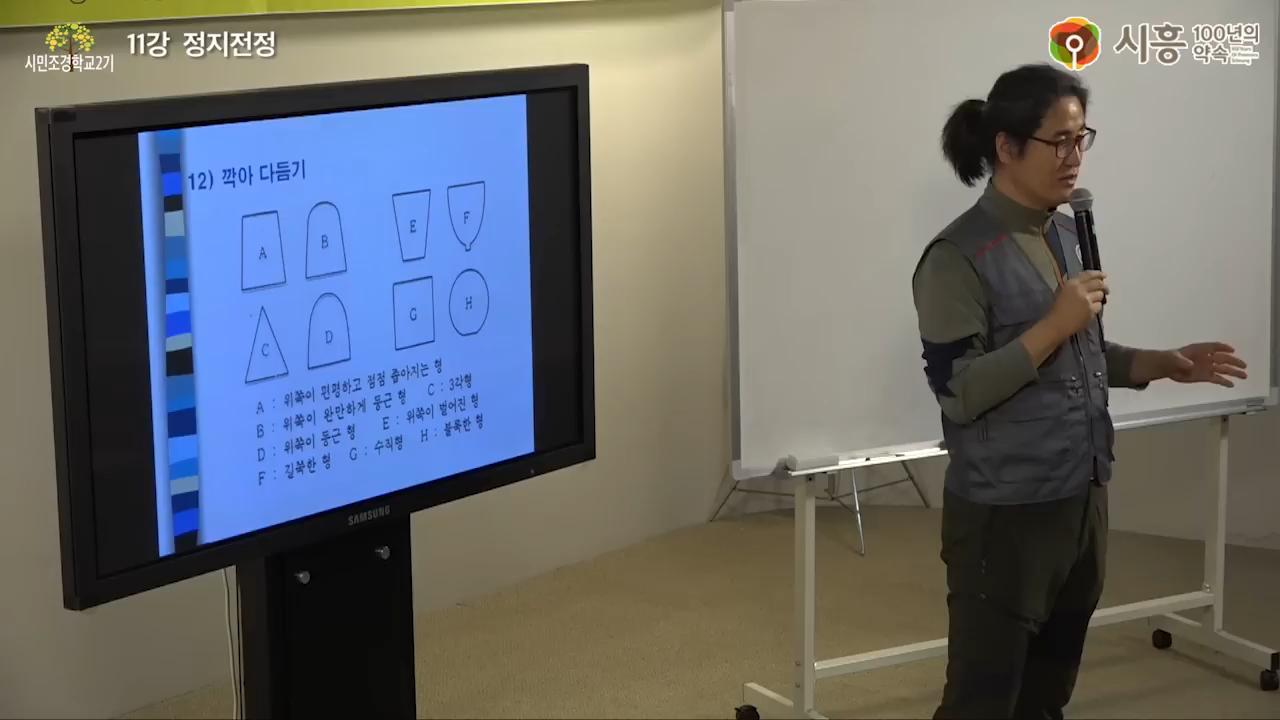 시민조경학교2기
11강 정지전정
시흥
100년의
약속
12) 깎아 다듬기
A
B
E
F
C
D
G
H
A : 위쪽이 편평하고 점점 좁아지는 형
B : 위쪽이 완만하게 둥근 형 C : 3각형
D : 위쪽이 둥근 형 E : 위쪽이 벌어진 형
F : 길쭉한 형 G : 수직형 H : 볼록한 형
SAMSUNG